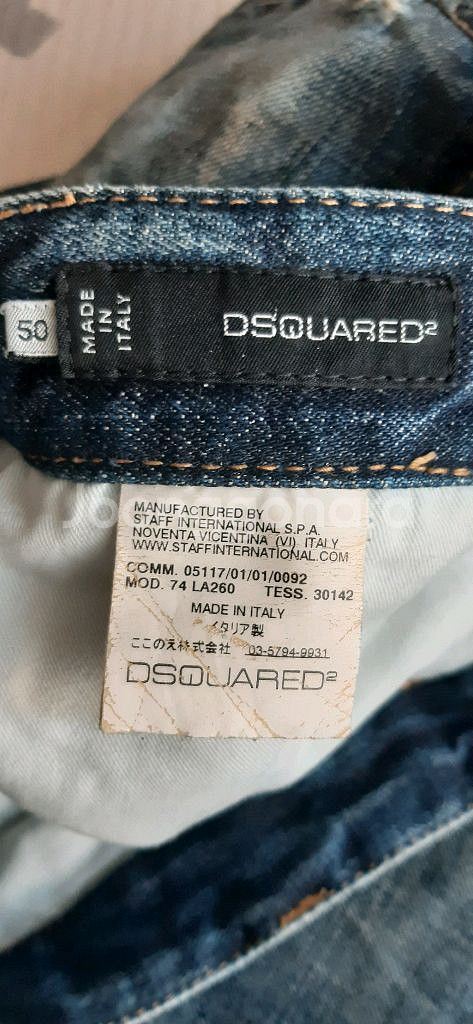 50
MADE
IN
ITALY
DSQUARED²
MANUFACTURED BY
STAFF INTERNATIONAL S.P.A.
NOVENTA VICENTINA (VI) ITALY
WWW.STAFFINTERNATIONAL.COM
COMM. 05117/01/01/0092
MOD. 74 LA260 TESS. 30142
MADE IN ITALY
イタリア製
ここのえ株式会社 03-5794-9931
DSQUARED²